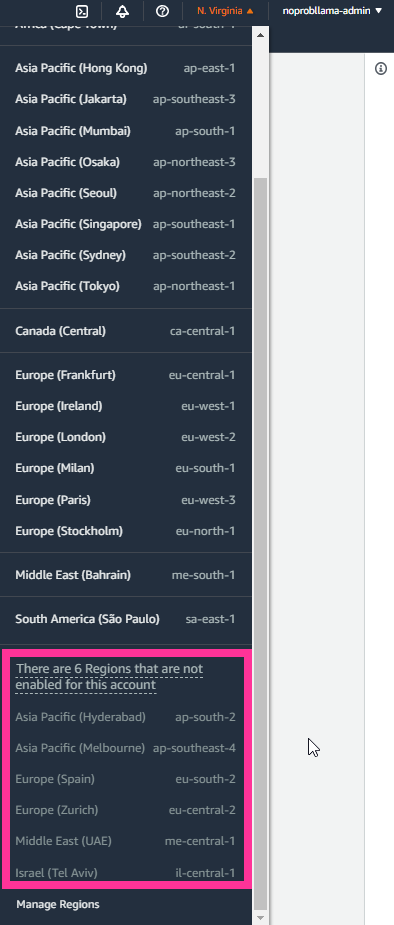 N. Virginia ▲ noprobllama-admin ▼
Asia Pacific (Hong Kong) ap-east-1
Asia Pacific (Jakarta) ap-southeast-3
Asia Pacific (Mumbai) ap-south-1
Asia Pacific (Osaka) ap-northeast-3
Asia Pacific (Seoul) ap-northeast-2
Asia Pacific (Singapore) ap-southeast-1
Asia Pacific (Sydney) ap-southeast-2
Asia Pacific (Tokyo) ap-northeast-1
Canada (Central) ca-central-1
Europe (Frankfurt) eu-central-1
Europe (Ireland) eu-west-1
Europe (London) eu-west-2
Europe (Milan) eu-south-1
Europe (Paris) eu-west-3
Europe (Stockholm) eu-north-1
Middle East (Bahrain) me-south-1
South America (São Paulo) sa-east-1
There are 6 Regions that are not
enabled for this account
Asia Pacific (Hyderabad) ap-south-2
Asia Pacific (Melbourne) ap-southeast-4
Europe (Spain) eu-south-2
Europe (Zurich) eu-central-2
Middle East (UAE) me-central-1
Israel (Tel Aviv) il-central-1
Manage Regions